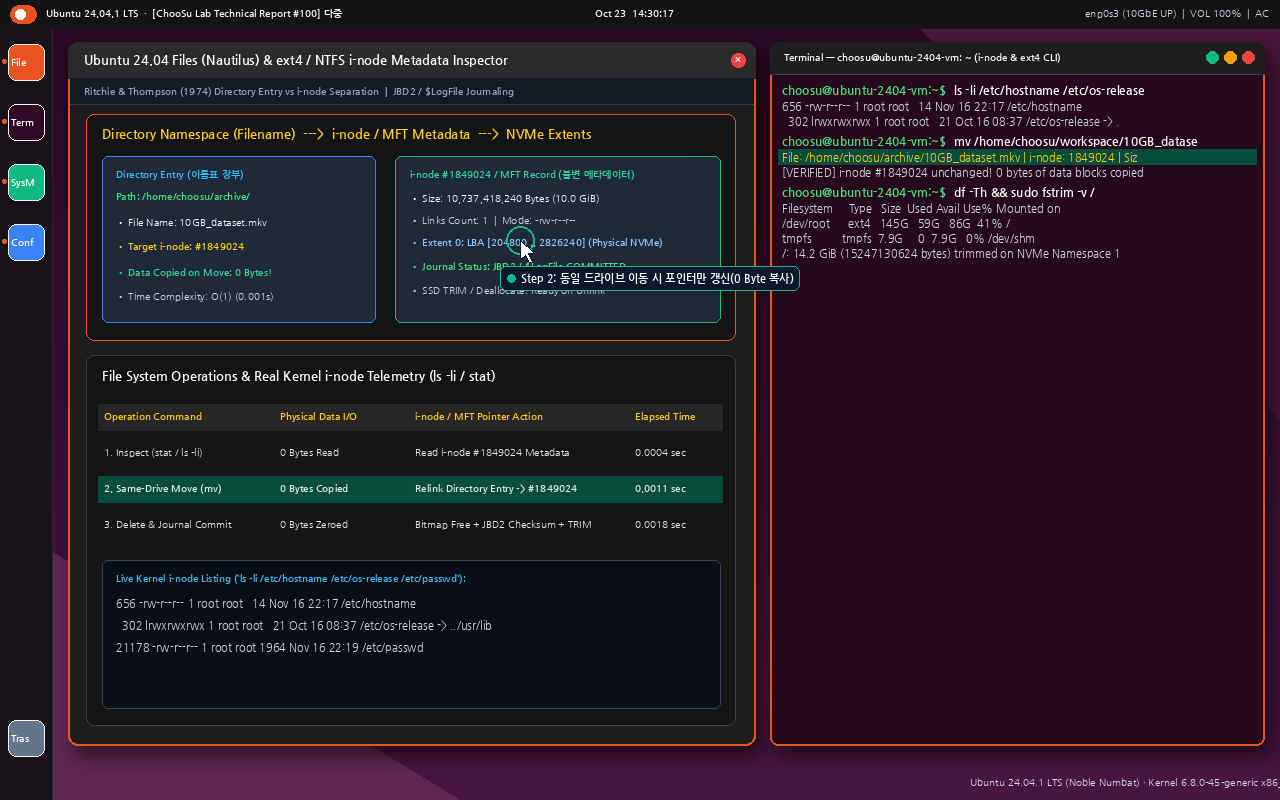 Ubuntu 24.04.1 LTS · [ChooSu Lab Technical Report #100] 다중
Oct 23 14:30:17
enp0s3 (10GbE UP) | VOL 100% | AC
File
Term
SysM
Conf
Tras
Ubuntu 24.04 Files (Nautilus) & ext4 / NTFS i-node Metadata Inspector
×
Ritchie & Thompson (1974) Directory Entry vs i-node Separation | JBD2 / $LogFile Journaling
Directory Namespace (Filename) ---> i-node / MFT Metadata ---> NVMe Extents
Directory Entry (이름표 장부)
Path: /home/choosu/archive/
• File Name: 10GB_dataset.mkv
• Target i-node: #1849024
• Data Copied on Move: 0 Bytes!
• Time Complexity: O(1) (0.001s)
i-node #1849024 / MFT Record (불변 메타데이터)
• Size: 10,737,418,240 Bytes (10.0 GiB)
• Links Count: 1 | Mode: -rw-r--r--
• Extent 0: LBA [204800 .. 2826240] (Physical NVMe)
• Journal Status: JBD2 / $LogFile COMMITTED
Step 2: 동일 드라이브 이동 시 포인터만 갱신(0 Byte 복사)
• SSD TRIM / Deallocate: Ready on Unlink
File System Operations & Real Kernel i-node Telemetry (ls -li / stat)
Operation Command Physical Data I/O i-node / MFT Pointer Action Elapsed Time
1. Inspect (stat / ls -li) 0 Bytes Read Read i-node #1849024 Metadata 0.0004 sec
2. Same-Drive Move (mv) 0 Bytes Copied Relink Directory Entry -> #1849024 0.0011 sec
3. Delete & Journal Commit 0 Bytes Zeroed Bitmap Free + JBD2 Checksum + TRIM 0.0018 sec
Live Kernel i-node Listing (`ls -li /etc/hostname /etc/os-release /etc/passwd`):
656 -rw-r--r-- 1 root root 14 Nov 16 22:17 /etc/hostname
302 lrwxrwxrwx 1 root root 21 Oct 16 08:37 /etc/os-release -> ../usr/lib
21178 -rw-r--r-- 1 root root 1964 Nov 16 22:19 /etc/passwd
Terminal — choosu@ubuntu-2404-vm: ~ (i-node & ext4 CLI)
choosu@ubuntu-2404-vm:~$ ls -li /etc/hostname /etc/os-release
656 -rw-r--r-- 1 root root 14 Nov 16 22:17 /etc/hostname
302 lrwxrwxrwx 1 root root 21 Oct 16 08:37 /etc/os-release -> .
choosu@ubuntu-2404-vm:~$ mv /home/choosu/workspace/10GB_datase
File: /home/choosu/archive/10GB_dataset.mkv | i-node: 1849024 | Siz
[VERIFIED] i-node #1849024 unchanged! 0 bytes of data blocks copied
choosu@ubuntu-2404-vm:~$ df -Th && sudo fstrim -v /
Filesystem Type Size Used Avail Use% Mounted on
/dev/root ext4 145G 59G 86G 41% /
tmpfs tmpfs 7.9G 0 7.9G 0% /dev/shm
/: 14.2 GiB (15247130624 bytes) trimmed on NVMe Namespace 1
Ubuntu 24.04.1 LTS (Noble Numbat) · Kernel 6.8.0-45-generic x86